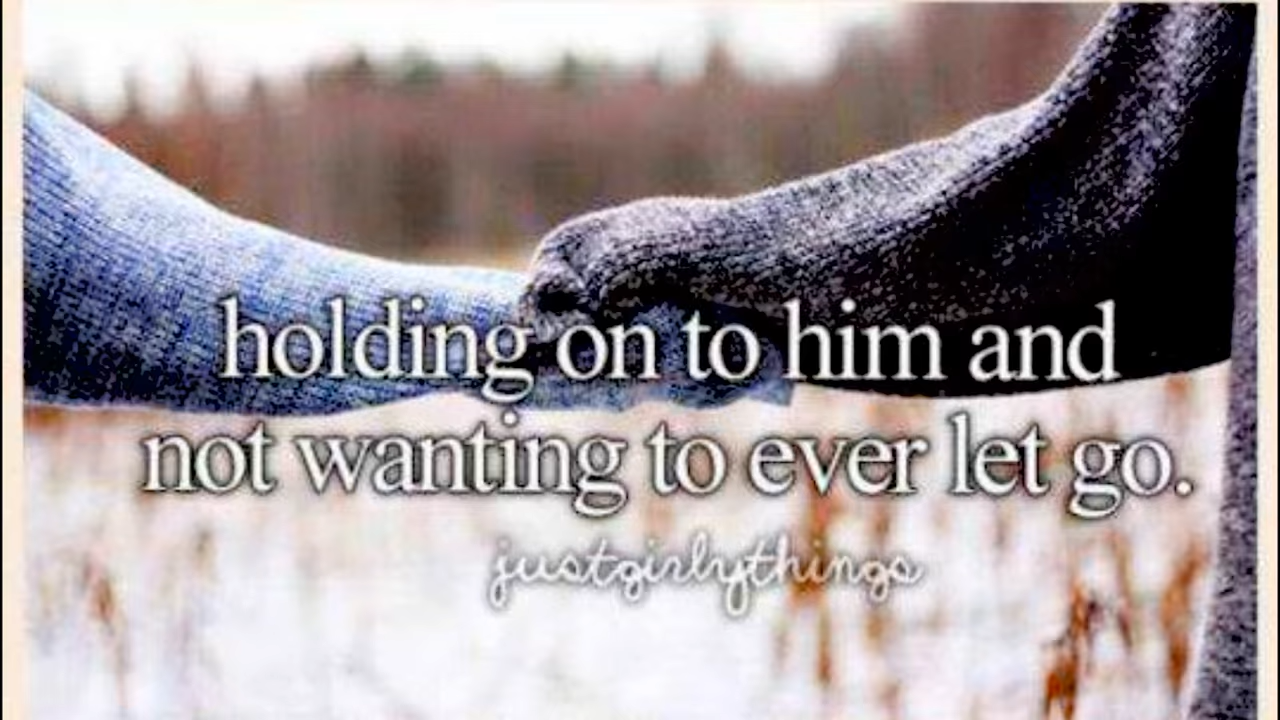 holding on to him and
not wanting to ever let go.
justgirlythings